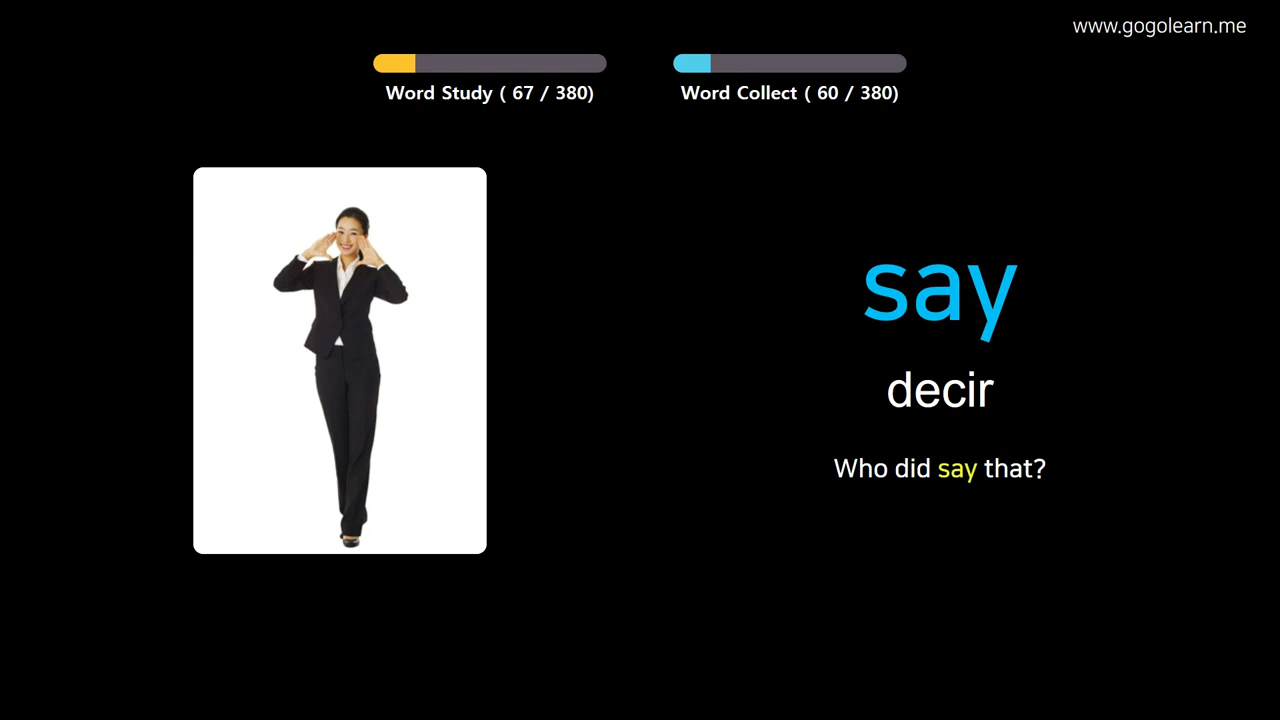 www.gogolearn.me
Word Study ( 67 / 380)
Word Collect ( 60 / 380)
say
decir
Who did say that?